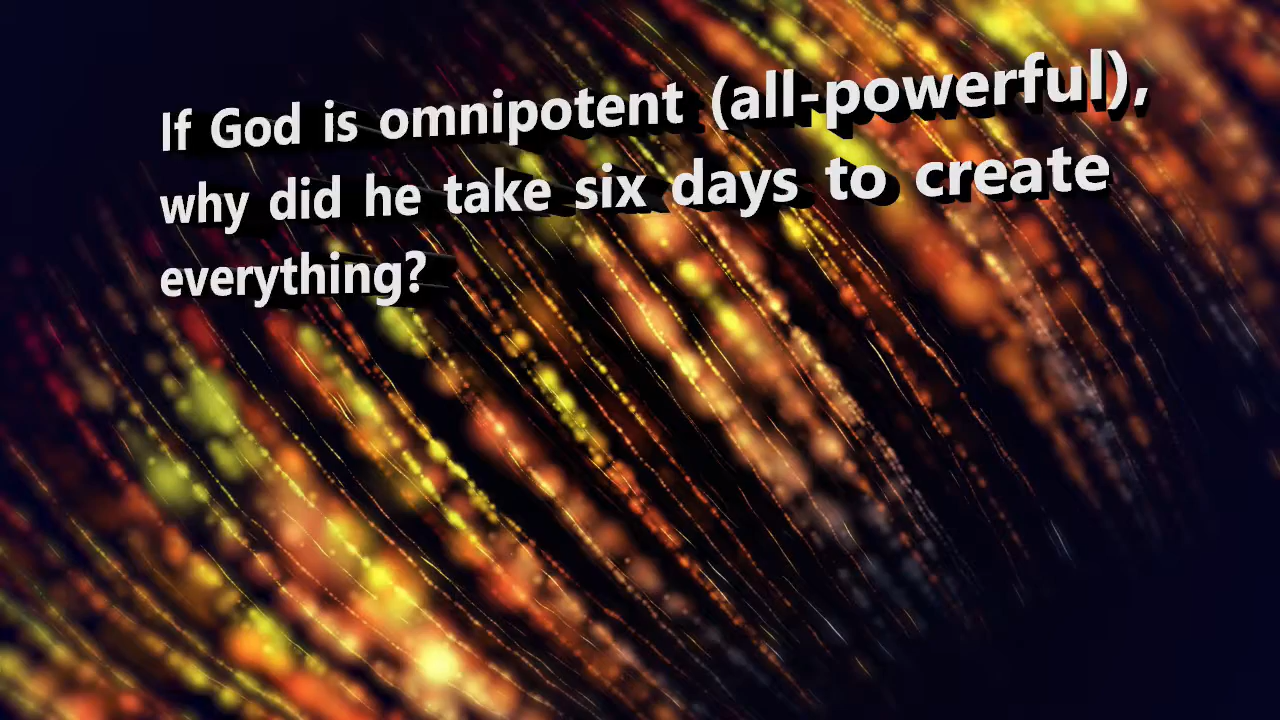 If God is omnipotent (all-powerful),
why did he take six days to create
everything?